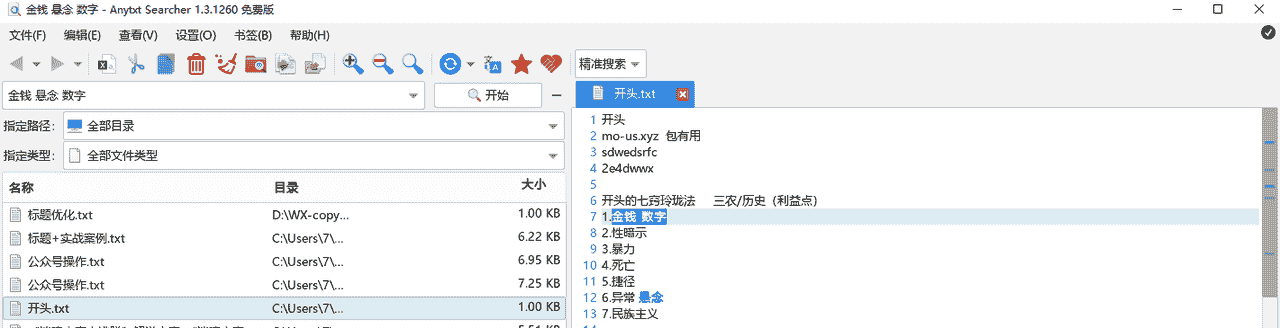 金钱 悬念 数字 - Anytxt Searcher 1.3.1260 免费版
文件(F) 编辑(E) 查看(V) 设置(O) 书签(B) 帮助(H)
精准搜索
金钱 悬念 数字 开始
指定路径: 全部目录
指定类型: 全部文件类型
名称 目录 大小
标题优化.txt D:\WX-copy... 1.00 KB
标题+实战案例.txt C:\Users\7\... 6.22 KB
公众号操作.txt C:\Users\7\... 6.95 KB
公众号操作.txt C:\Users\7\... 7.25 KB
开头.txt C:\Users\7\... 1.00 KB
开头.txt
1 开头
2 mo-us.xyz 包有用
3 sdwedsrfc
4 2e4dwwx
5
6 开头的七窍玲珑法 三农/历史（利益点）
7 1.金钱 数字
8 2.性暗示
9 3.暴力
10 4.死亡
11 5.捷径
12 6.异常 悬念
13 7.民族主义